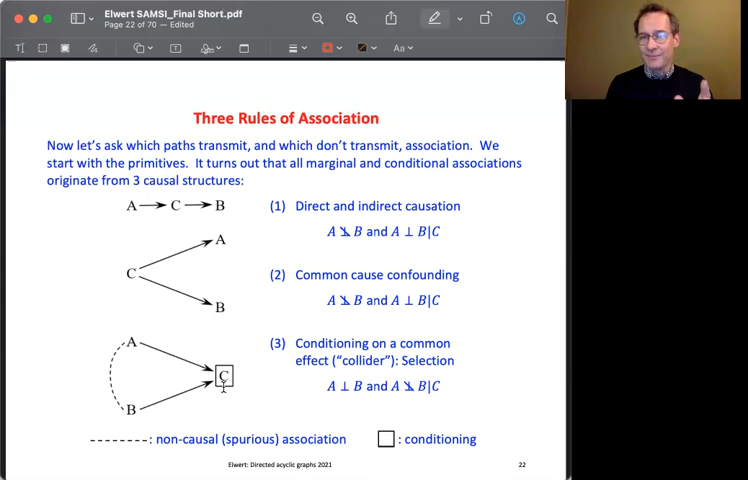 Elwert SAMSI_Final Short.pdf
Page 22 of 70 — Edited
Aa
Three Rules of Association
Now let's ask which paths transmit, and which don't transmit, association. We
start with the primitives. It turns out that all marginal and conditional associations
originate from 3 causal structures:
A C B
(1) Direct and indirect causation
A ⊥̸ B and A ⊥ B|C
C A B
(2) Common cause confounding
A ⊥̸ B and A ⊥ B|C
A B C
(3) Conditioning on a common
effect ("collider"): Selection
A ⊥ B and A ⊥̸ B|C
--------: non-causal (spurious) association
: conditioning
Elwert: Directed acyclic graphs 2021
22